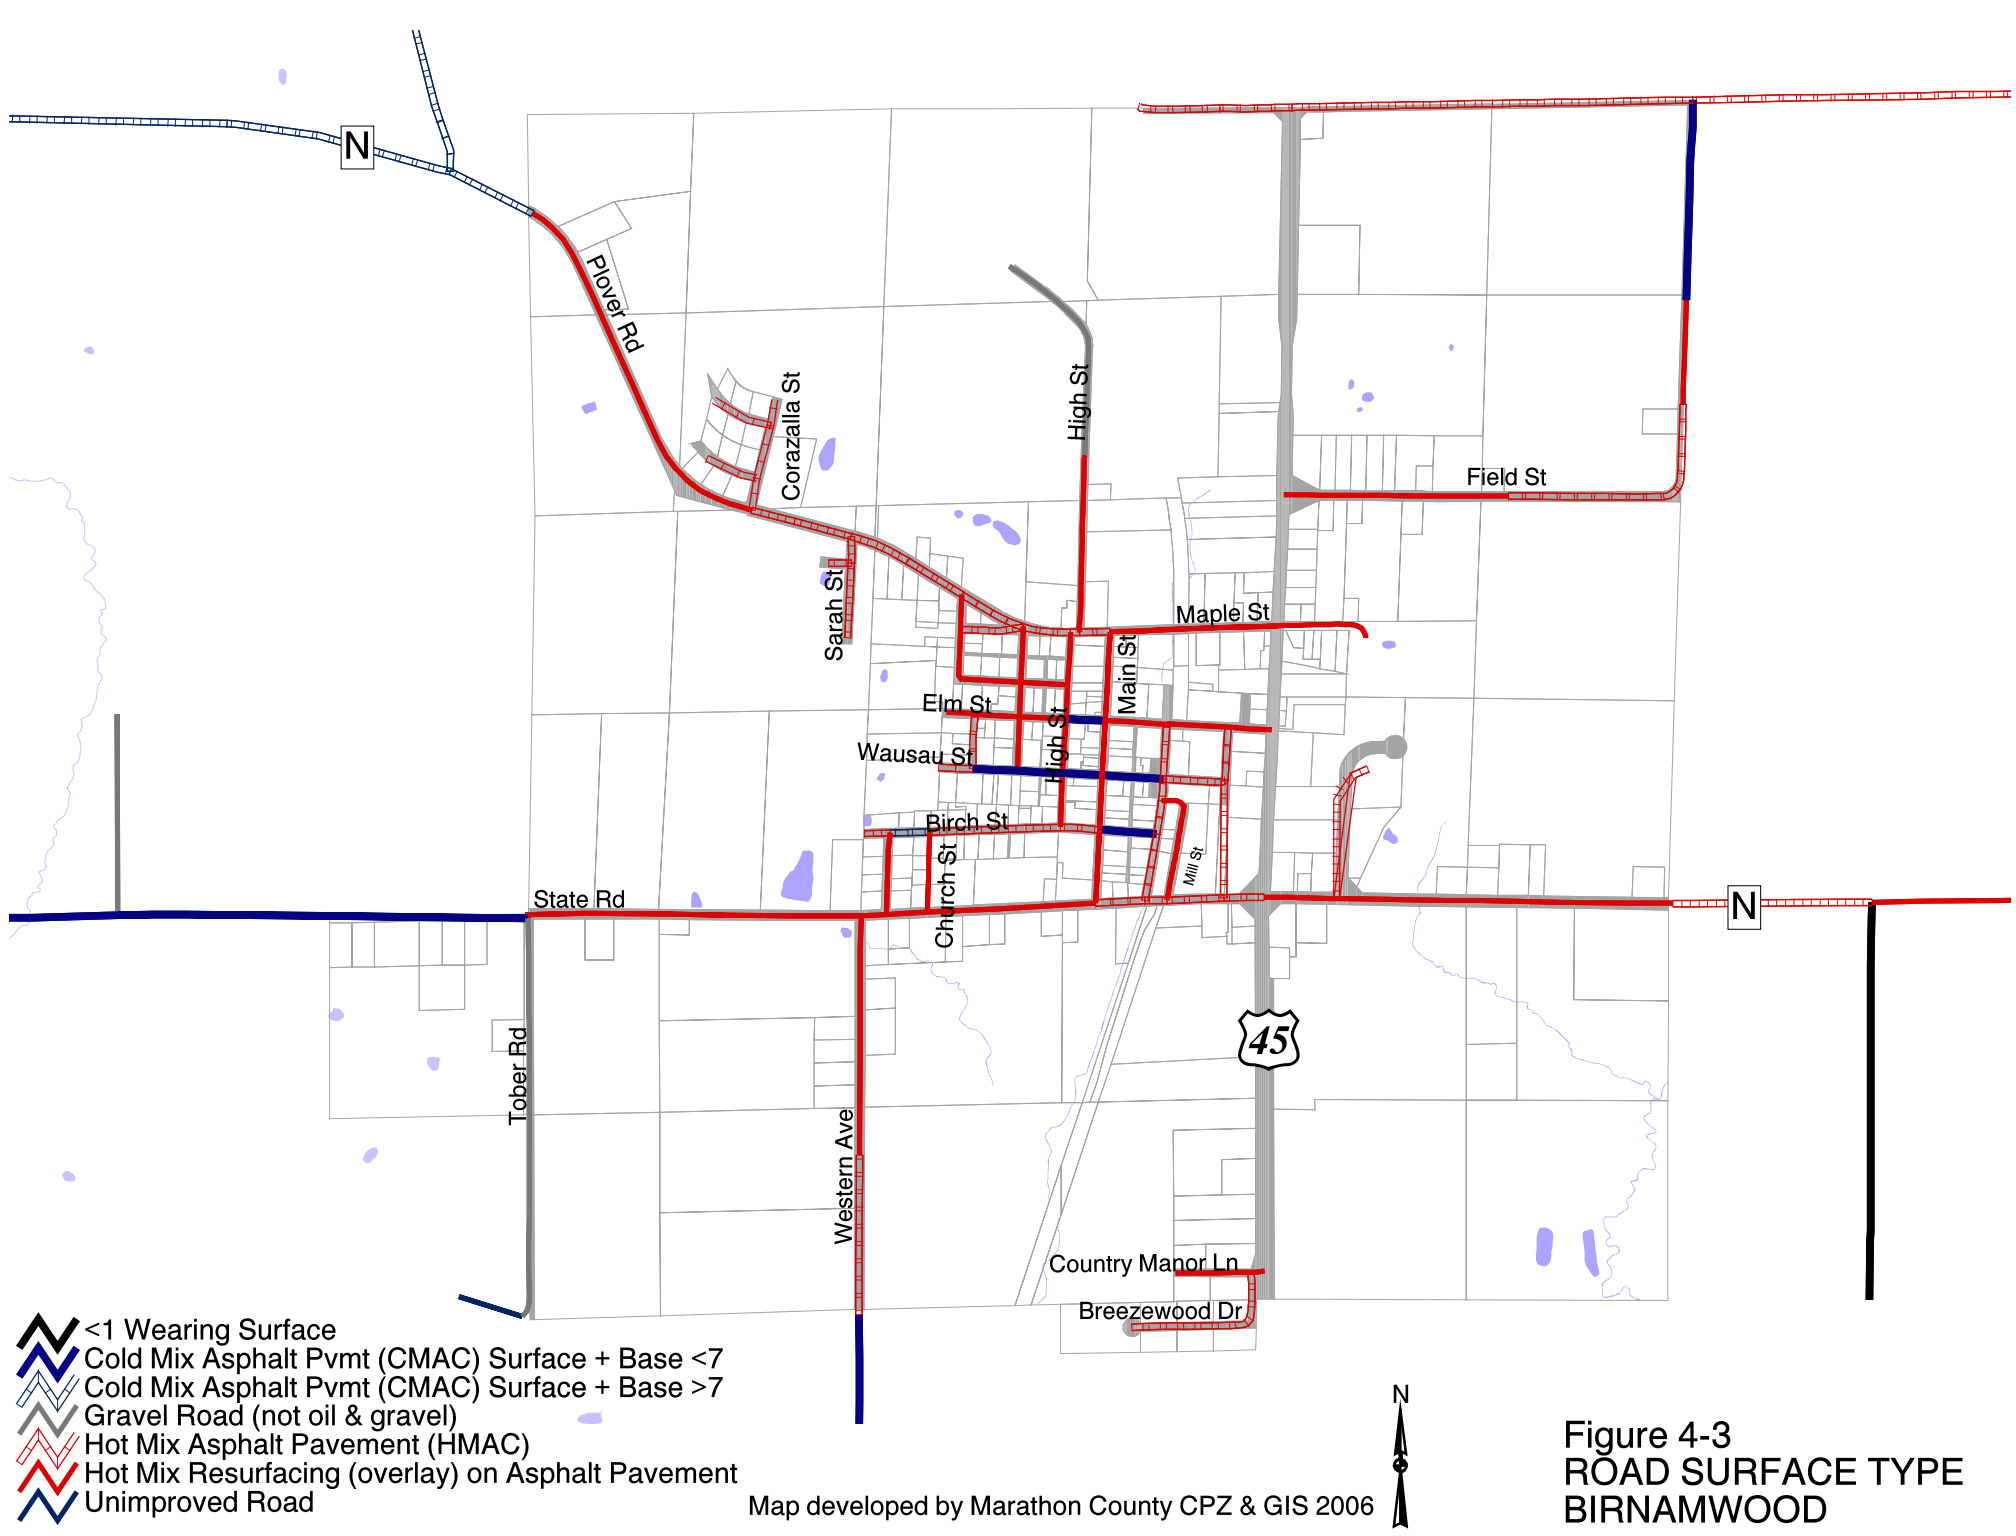 N
Plover Rd
Corazalla St
High St
Field St
Sarah St
Maple St
Main St
Elm St
High St
Wausau St
Birch St
Church St
Mill St
State Rd
N
Tober Rd
45
Western Ave
Country Manor Ln
Breezewood Dr
<1 Wearing Surface
Cold Mix Asphalt Pvmt (CMAC) Surface + Base <7
Cold Mix Asphalt Pvmt (CMAC) Surface + Base >7
Gravel Road (not oil & gravel)
Hot Mix Asphalt Pavement (HMAC)
Hot Mix Resurfacing (overlay) on Asphalt Pavement
Unimproved Road
Map developed by Marathon County CPZ & GIS 2006
N
Figure 4-3
ROAD SURFACE TYPE
BIRNAMWOOD